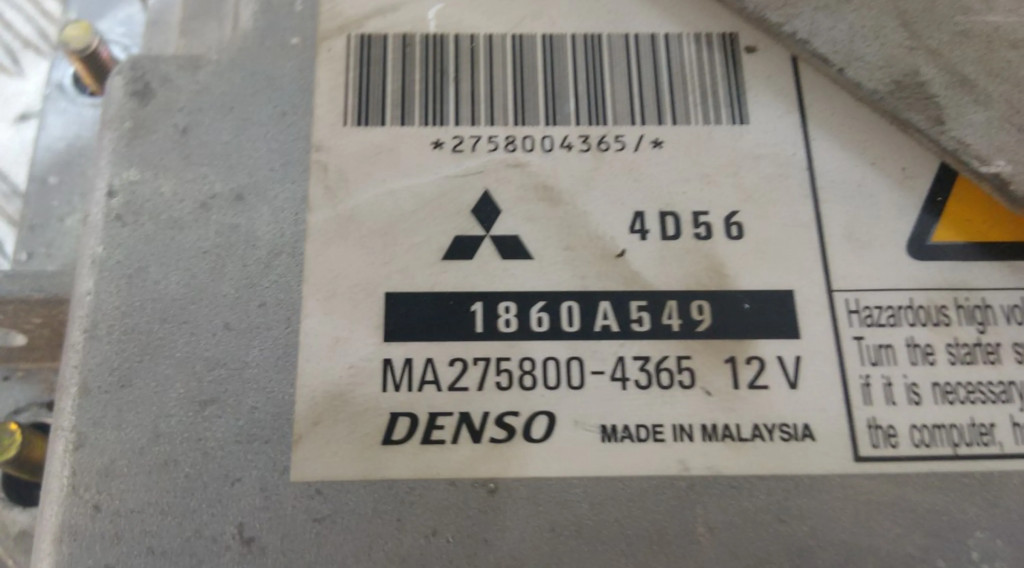 *2758004365/*
4D56
1860A549
MA275800-4365 12V
DENSO MADE IN MALAYSIA
Hazardous high
Turn the starter
if it is necessary,
the computer,